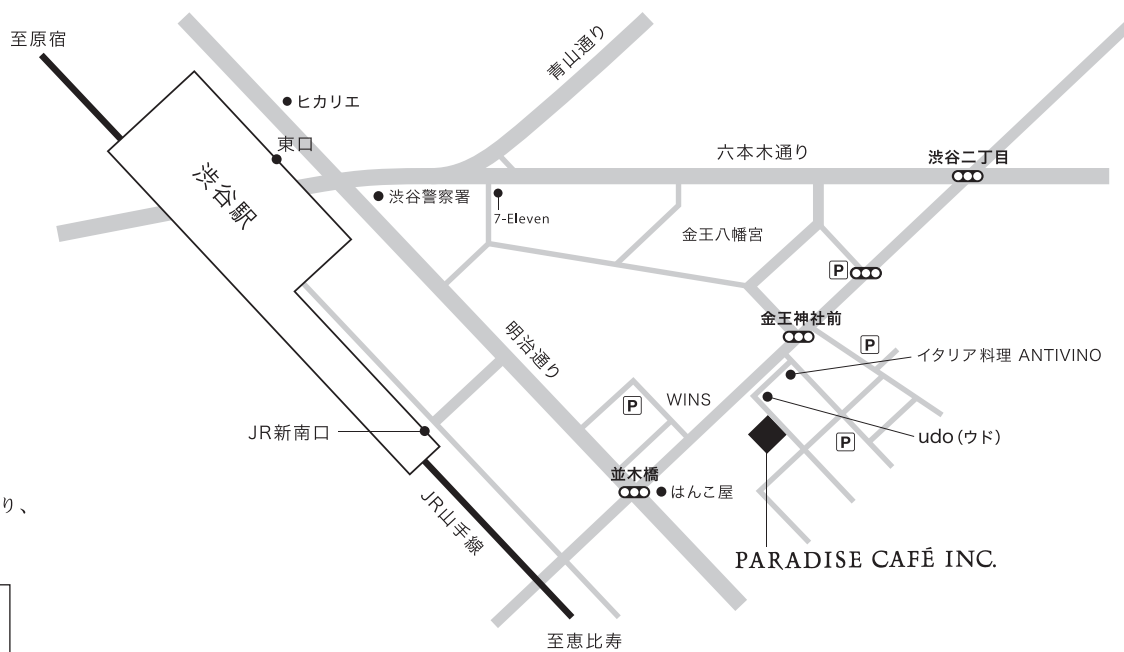 至原宿
青山通り
ヒカリエ
東口
六本木通り
渋谷二丁目
渋谷駅
渋谷警察署
7-Eleven
金王八幡宮
P
金王神社前
明治通り
P
イタリア料理 ANTIVINO
WINS
P
JR新南口
udo(ウド)
P
並木橋
はんこ屋
り、
JR山手線
PARADISE CAFÉ INC.
至恵比寿